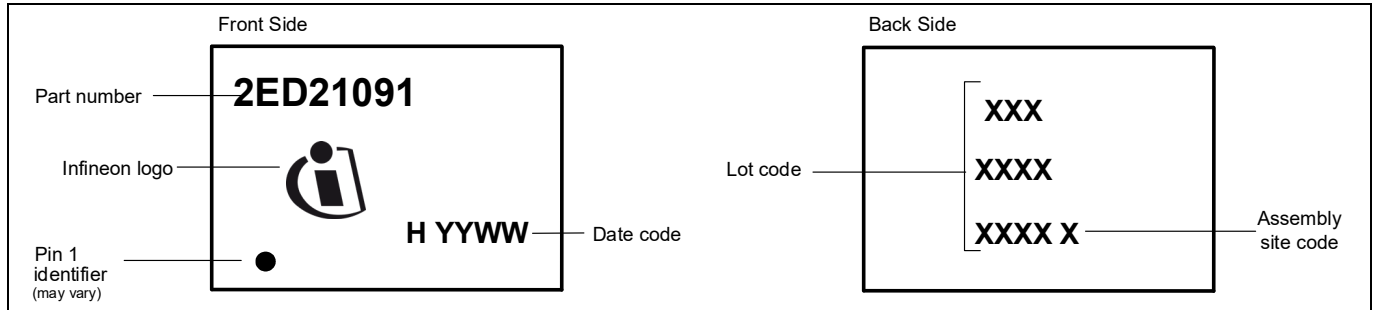 Front Side
Part number
2ED21091
Infineon logo
H YYWW
Date code
Pin 1
identifier
(may vary)
Back Side
XXX
Lot code
XXXX
XXXX X
Assembly
site code